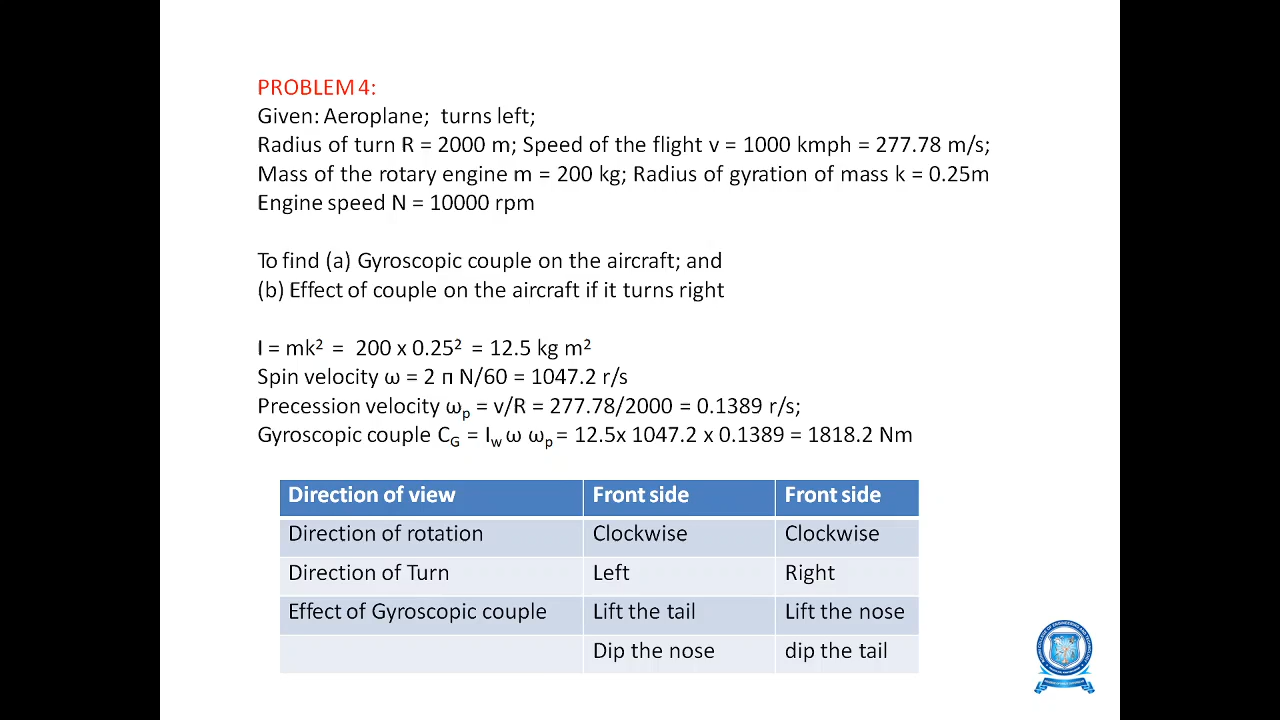 PROBLEM 4:
Given: Aeroplane; turns left;
Radius of turn R = 2000 m; Speed of the flight v = 1000 kmph = 277.78 m/s;
Mass of the rotary engine m = 200 kg; Radius of gyration of mass k = 0.25m
Engine speed N = 10000 rpm
To find (a) Gyroscopic couple on the aircraft; and
(b) Effect of couple on the aircraft if it turns right
I = mk² = 200 x 0.25² = 12.5 kg m²
Spin velocity ω = 2 п N/60 = 1047.2 r/s
Precession velocity ωp = v/R = 277.78/2000 = 0.1389 r/s;
Gyroscopic couple CG = Iw ω ωp = 12.5x 1047.2 x 0.1389 = 1818.2 Nm
Direction of view Front side Front side
Direction of rotation Clockwise Clockwise
Direction of Turn Left Right
Effect of Gyroscopic couple Lift the tail Lift the nose
Dip the nose dip the tail